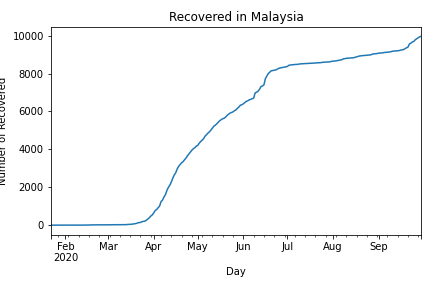 Recovered in Malaysia
Number of Recovered
10000
8000
6000
4000
2000
0
Feb Mar Apr May Jun Jul Aug Sep
2020
Day